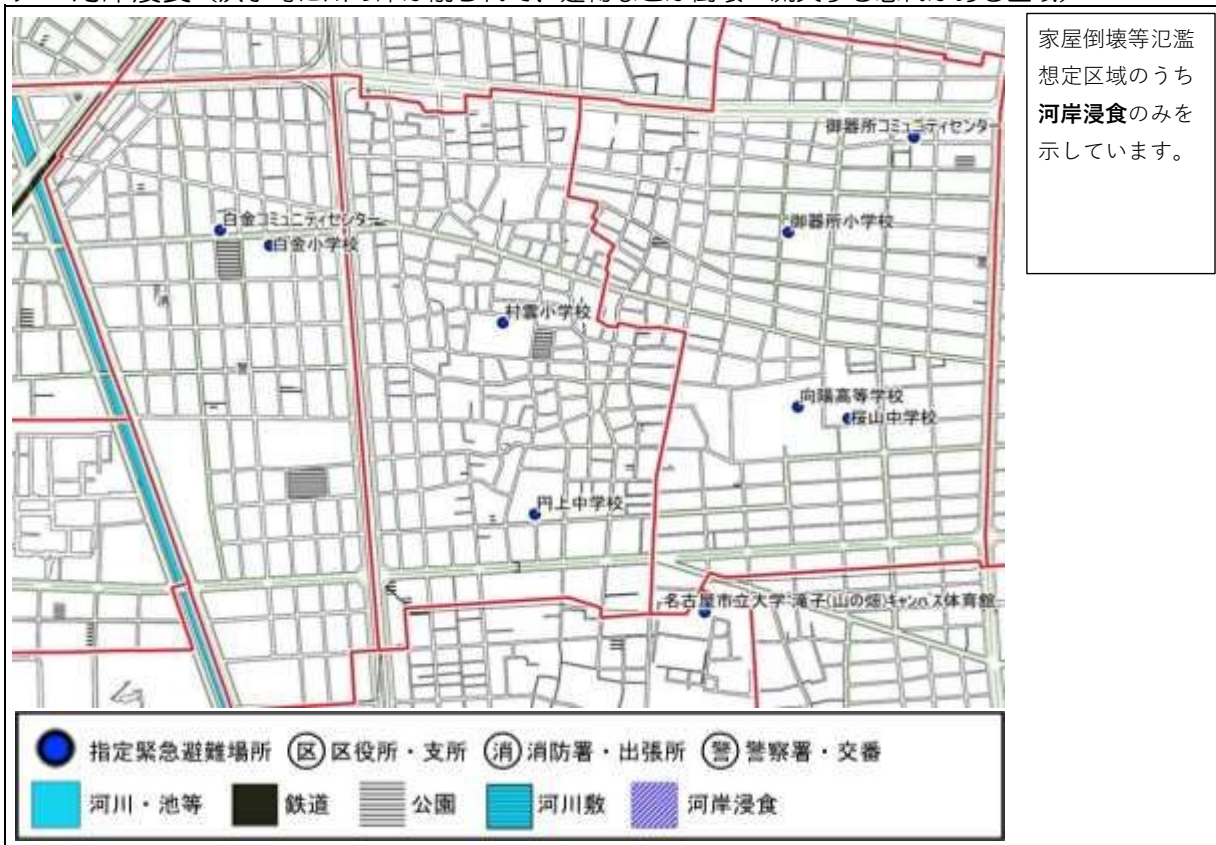 家屋倒壊等氾濫
想定区域のうち
河岸浸食のみを
示しています。
御器所コミュニティセンター
白金コミュニティセンター
御器所小学校
白金小学校
村雲小学校
向陽高等学校
桜山中学校
円上中学校
名古屋市立大学 滝子(山の畑)キャンパス体育館
指定緊急避難場所 区 区役所・支所 消 消防署・出張所 警 警察署・交番
河川・池等 鉄道 公園 河川敷 河岸浸食